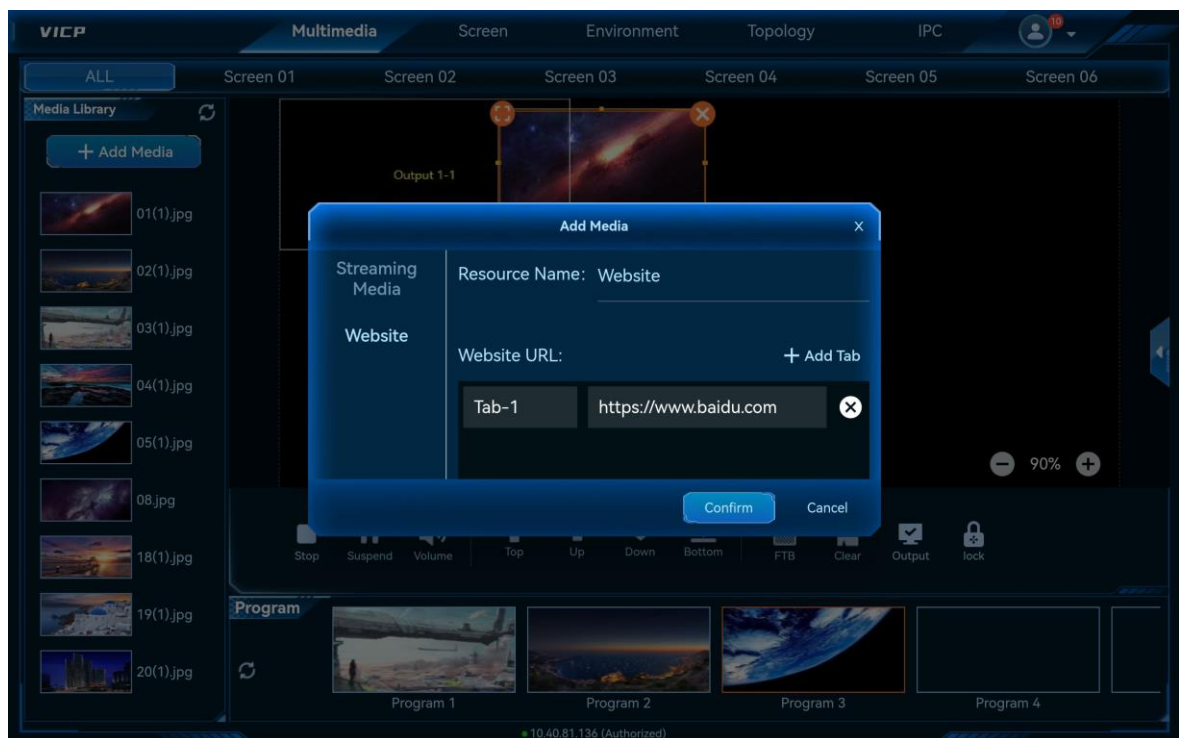 VICP
Multimedia
Screen
Environment
Topology
IPC
10
ALL
Screen 01
Screen 02
Screen 03
Screen 04
Screen 05
Screen 06
Media Library
+ Add Media
01(1).jpg
02(1).jpg
03(1).jpg
04(1).jpg
05(1).jpg
08.jpg
18(1).jpg
19(1).jpg
20(1).jpg
Output 1-1
Add Media
x
Streaming
Media
Website
Resource Name: Website
Website URL:
+ Add Tab
Tab-1
https://www.baidu.com
Confirm
Cancel
90%
Stop
Suspend
Volume
Top
Up
Down
Bottom
FTB
Clear
Output
lock
Program
Program 1
Program 2
Program 3
Program 4
10.40.81.136 (Authorized)